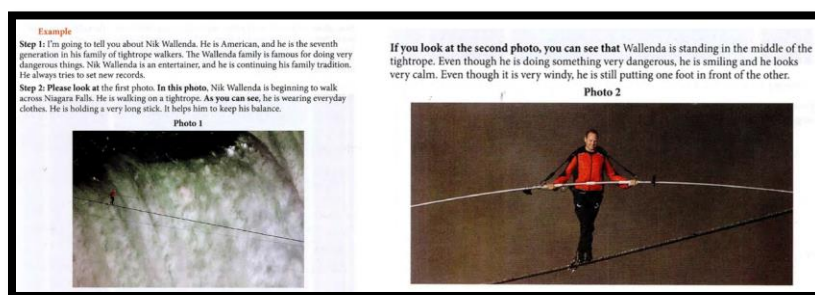 Example
Step 1: I'm going to tell you about Nik Wallenda. He is American, and he is the seventh
generation in his family of tightrope walkers. The Wallenda family is famous for doing very
dangerous things. Nik Wallenda is an entertainer, and he is continuing his family tradition.
He always tries to set new records.
Step 2: Please look at the first photo. In this photo, Nik Wallenda is beginning to walk
across Niagara Falls. He is walking on a tightrope. As you can see, he is wearing everyday
clothes. He is holding a very long stick. It helps him to keep his balance.
Photo 1
If you look at the second photo, you can see that Wallenda is standing in the middle of the
tightrope. Even though he is doing something very dangerous, he is smiling and he looks
very calm. Even though it is very windy, he is still putting one foot in front of the other.
Photo 2